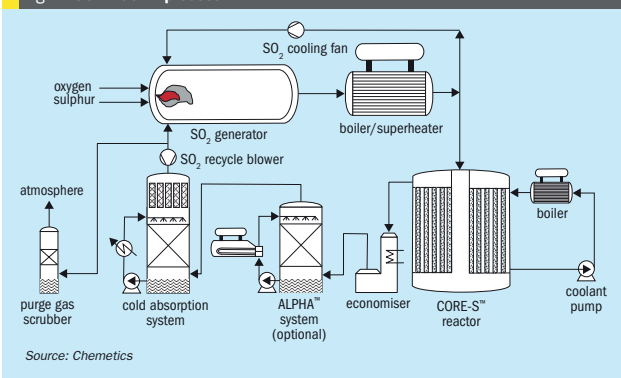 SO2 cooling fan
oxygen
sulphur
SO2 generator
boiler/superheater
SO2 recycle blower
atmosphere
boiler
purge gas
scrubber
cold absorption
system
ALPHA™
system
(optional)
economiser
CORE-S™
reactor
coolant
pump
Source: Chemetics